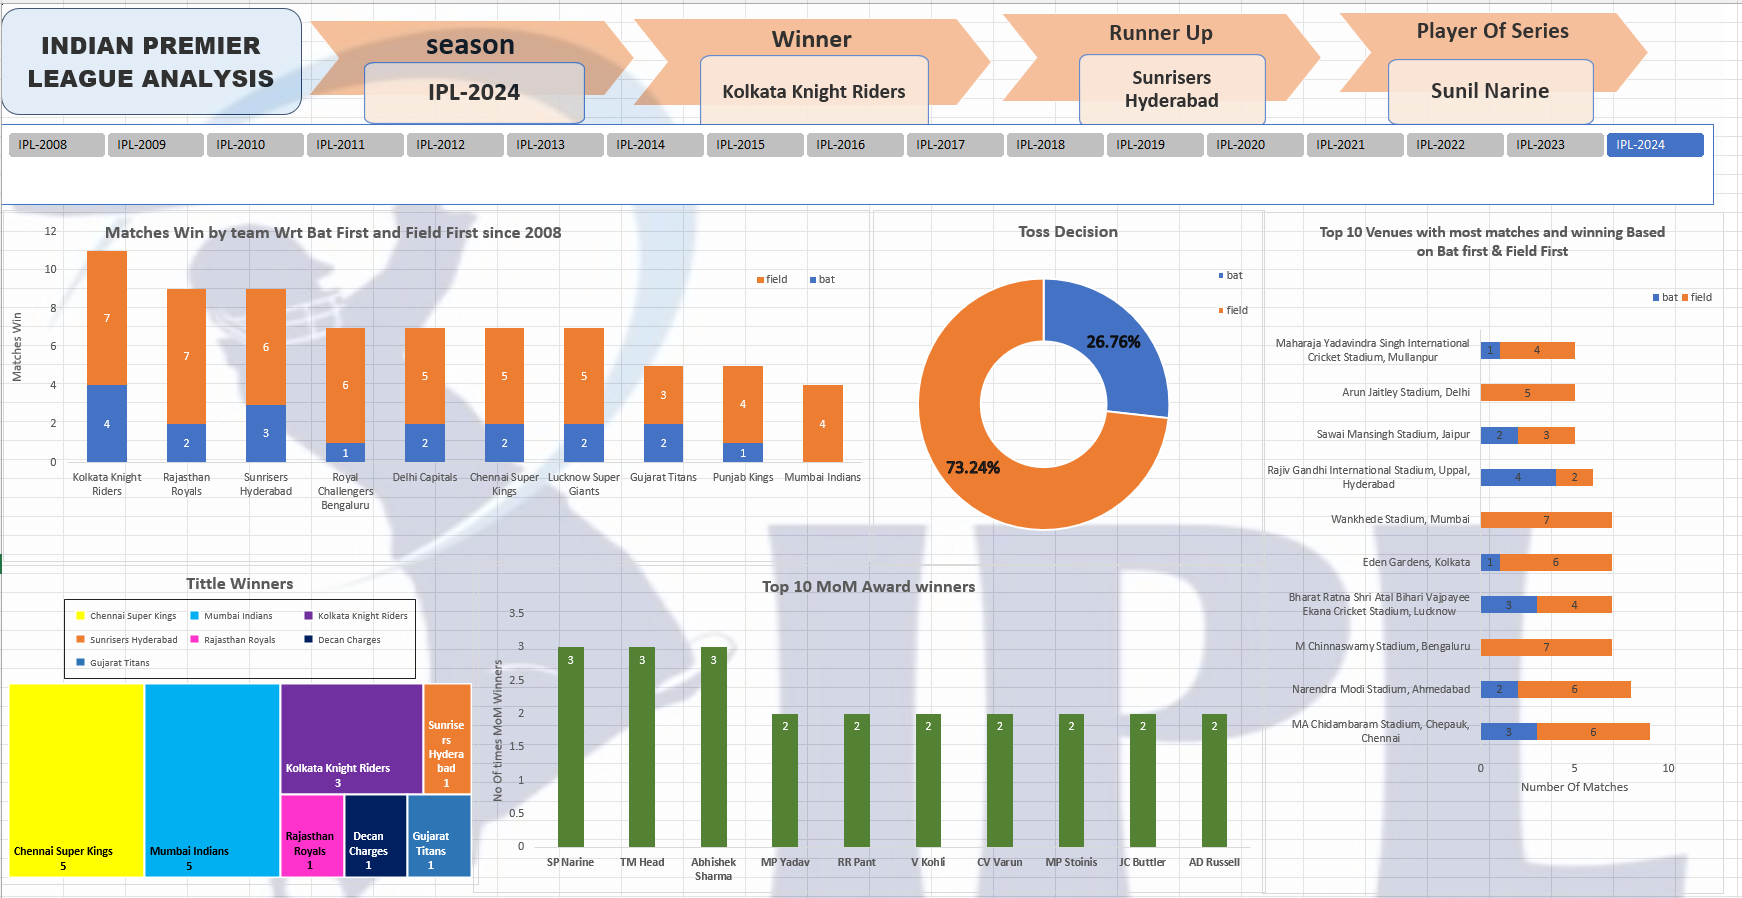 INDIAN PREMIER
LEAGUE ANALYSIS
season
IPL-2024
Winner
Kolkata Knight Riders
Runner Up
Sunrisers
Hyderabad
Player Of Series
Sunil Narine
IPL-2008
IPL-2009
IPL-2010
IPL-2011
IPL-2012
IPL-2013
IPL-2014
IPL-2015
IPL-2016
IPL-2017
IPL-2018
IPL-2019
IPL-2020
IPL-2021
IPL-2022
IPL-2023
IPL-2024
Matches Win by team Wrt Bat First and Field First since 2008
field
bat
Matches Win
12
10
8
6
4
2
0
7
4
7
2
6
3
6
1
5
2
5
2
5
2
3
2
4
1
4
Kolkata Knight
Riders
Rajasthan
Royals
Sunrisers
Hyderabad
Royal
Challengers
Bengaluru
Delhi Capitals
Chennai Super
Kings
Lucknow Super
Giants
Gujarat Titans
Punjab Kings
Mumbai Indians
Toss Decision
bat
field
26.76%
73.24%
Top 10 Venues with most matches and winning Based
on Bat first & Field First
bat
field
Maharaja Yadavindra Singh International
Cricket Stadium, Mullanpur
1
4
Arun Jaitley Stadium, Delhi
5
Sawai Mansingh Stadium, Jaipur
2
3
Rajiv Gandhi International Stadium, Uppal,
Hyderabad
4
2
Wankhede Stadium, Mumbai
7
Eden Gardens, Kolkata
1
6
Bharat Ratna Shri Atal Bihari Vajpayee
Ekana Cricket Stadium, Lucknow
3
4
M Chinnaswamy Stadium, Bengaluru
7
Narendra Modi Stadium, Ahmedabad
2
6
MA Chidambaram Stadium, Chepauk,
Chennai
3
6
0
5
10
Number Of Matches
Tittle Winners
Chennai Super Kings
Mumbai Indians
Kolkata Knight Riders
Sunrisers Hyderabad
Rajasthan Royals
Decan Charges
Gujarat Titans
Chennai Super Kings
5
Mumbai Indians
5
Kolkata Knight Riders
3
Sunrise
rs
Hydera
bad
1
Rajasthan
Royals
1
Decan
Charges
1
Gujarat
Titans
1
Top 10 MoM Award winners
No Of times MoM Winners
3.5
3
2.5
2
1.5
1
0.5
0
3
3
3
2
2
2
2
2
2
2
SP Narine
TM Head
Abhishek
Sharma
MP Yadav
RR Pant
V Kohli
CV Varun
MP Stoinis
JC Buttler
AD Russell
IPL